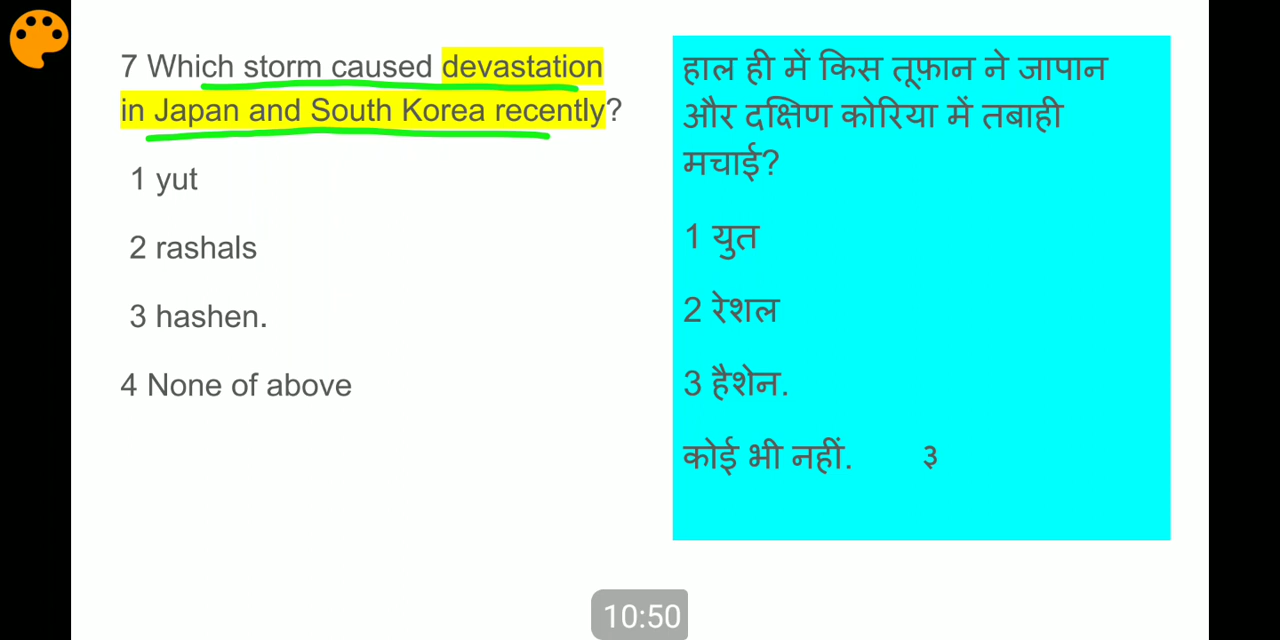 7 Which storm caused devastation
in Japan and South Korea recently?
1 yut
2 rashals
3 hashen.
4 None of above
हाल ही में किस तूफ़ान ने जापान
और दक्षिण कोरिया में तबाही
मचाई?
1 युत
2 रेशल
3 हैशेन.
कोई भी नहीं. ३
10:50